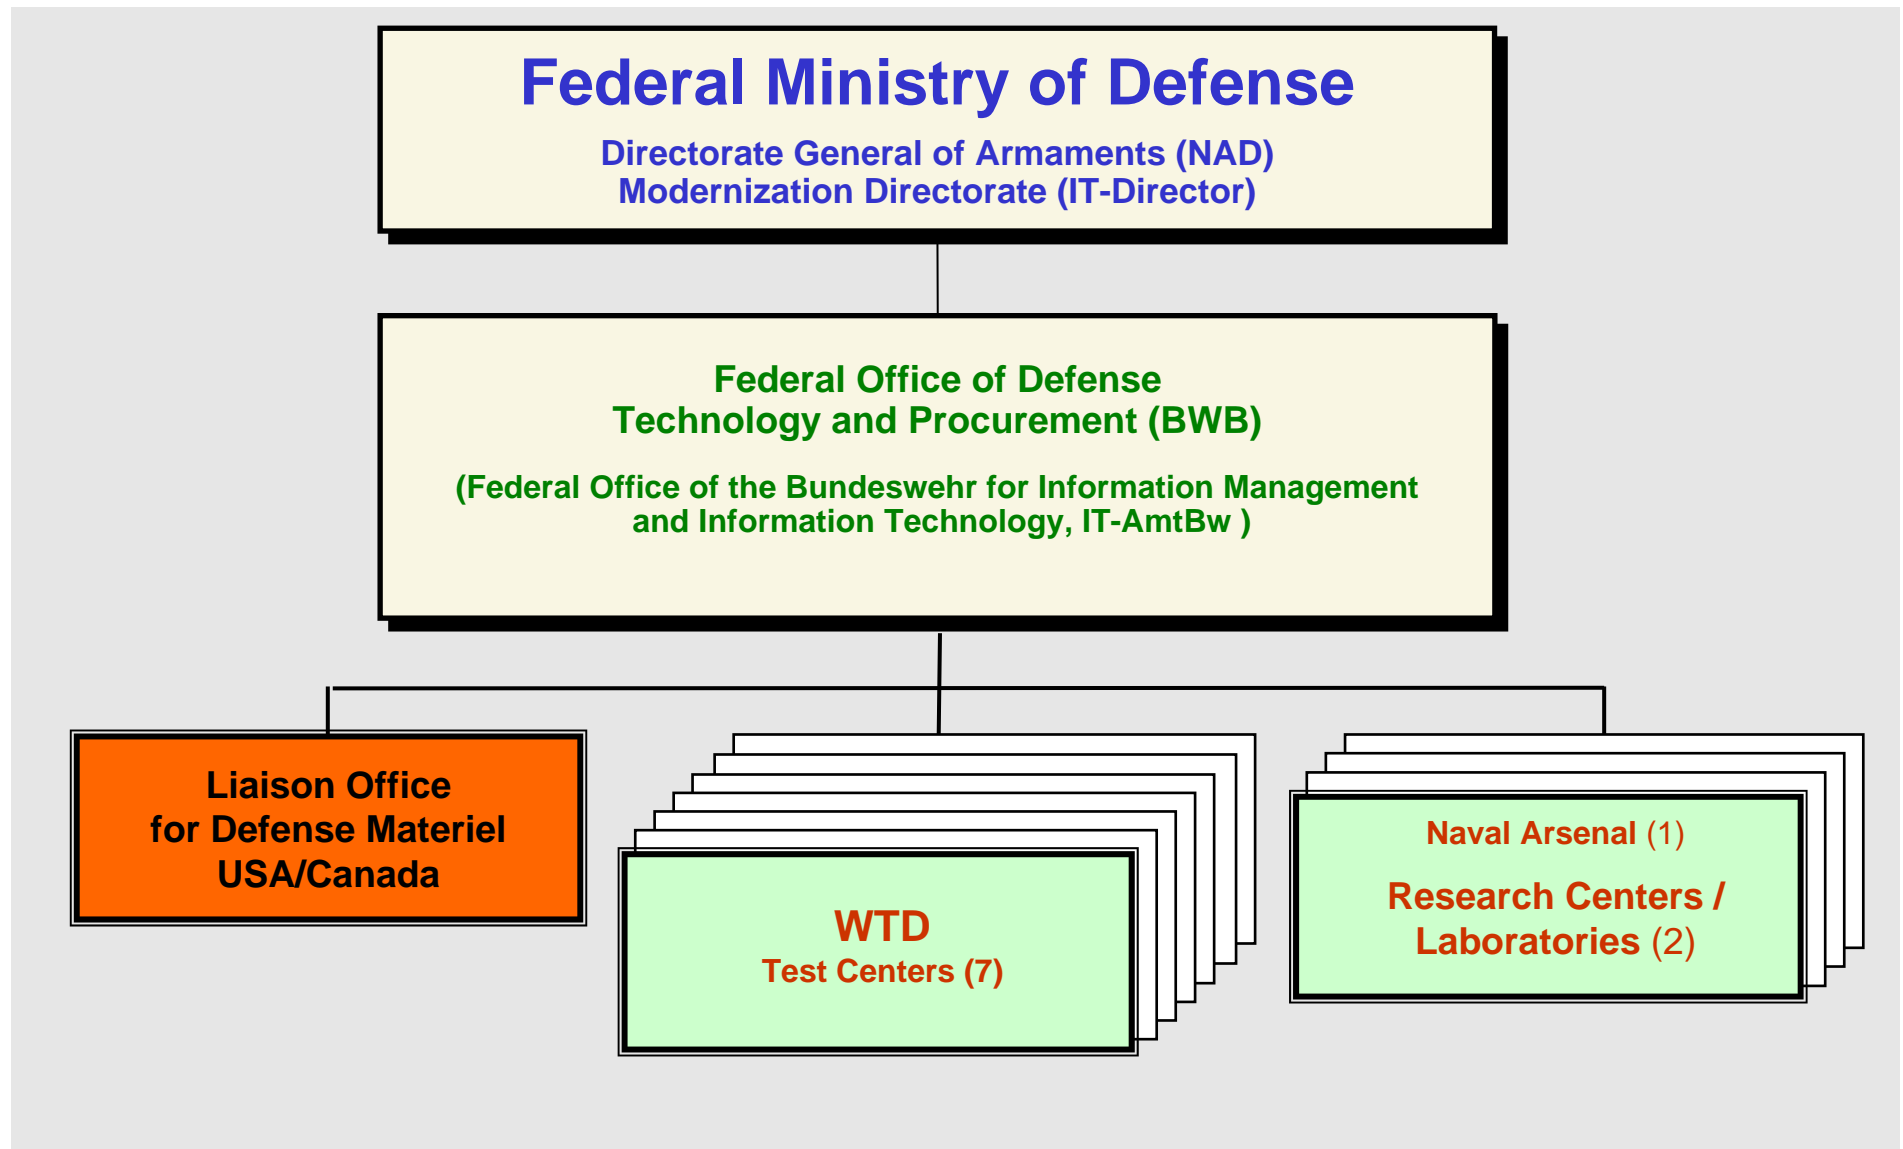 Federal Ministry of Defense
Directorate General of Armaments (NAD)
Modernization Directorate (IT-Director)
Federal Office of Defense
Technology and Procurement (BWB)
(Federal Office of the Bundeswehr for Information Management
and Information Technology, IT-AmtBw )
Liaison Office
for Defense Materiel
USA/Canada
WTD
Test Centers (7)
Naval Arsenal (1)
Research Centers /
Laboratories (2)